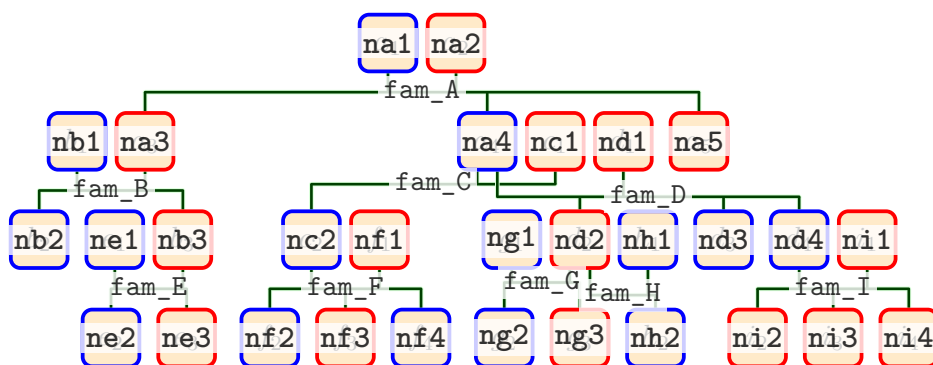 na1 na2
fam_A
nb1 na3 na4 nc1 nd1 na5
fam_B fam_C fam_D
nb2 ne1 nb3 nc2 nf1 ng1 nd2 nh1 nd3 nd4 ni1
fam_E fam_F fam_G fam_H fam_I
ne2 ne3 nf2 nf3 nf4 ng2 ng3 nh2 ni2 ni3 ni4